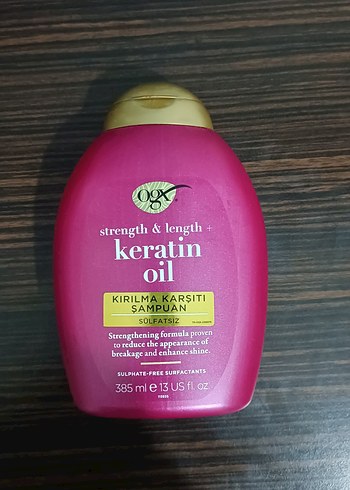 ogx
strength & length +
keratin
oil
KIRILMA KARŞITI
ŞAMPUAN
SÜLFATSIZ
Strengthening formula proven
to reduce the appearance of
breakage and enhance shine.
SULPHATE-FREE SURFACTANTS
385 ml e 13 US fl. oz